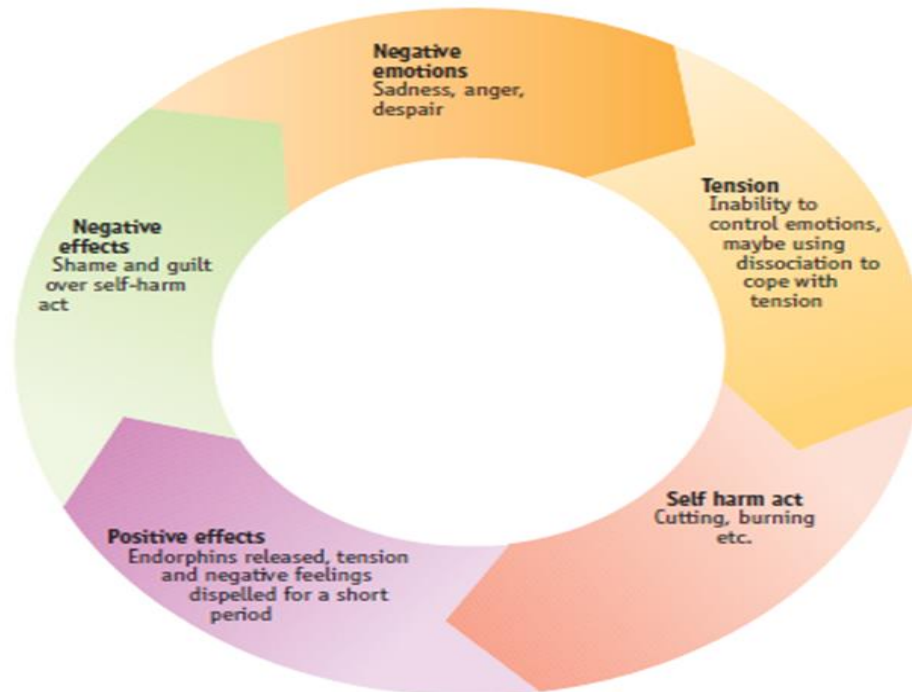 Negative
emotions
Sadness, anger,
despair
Tension
Inability to
control emotions,
maybe using
dissociation to
cope with
tension
Self harm act
Cutting, burning
etc.
Positive effects
Endorphins released, tension
and negative feelings
dispelled for a short
period
Negative
effects
Shame and guilt
over self-harm
act